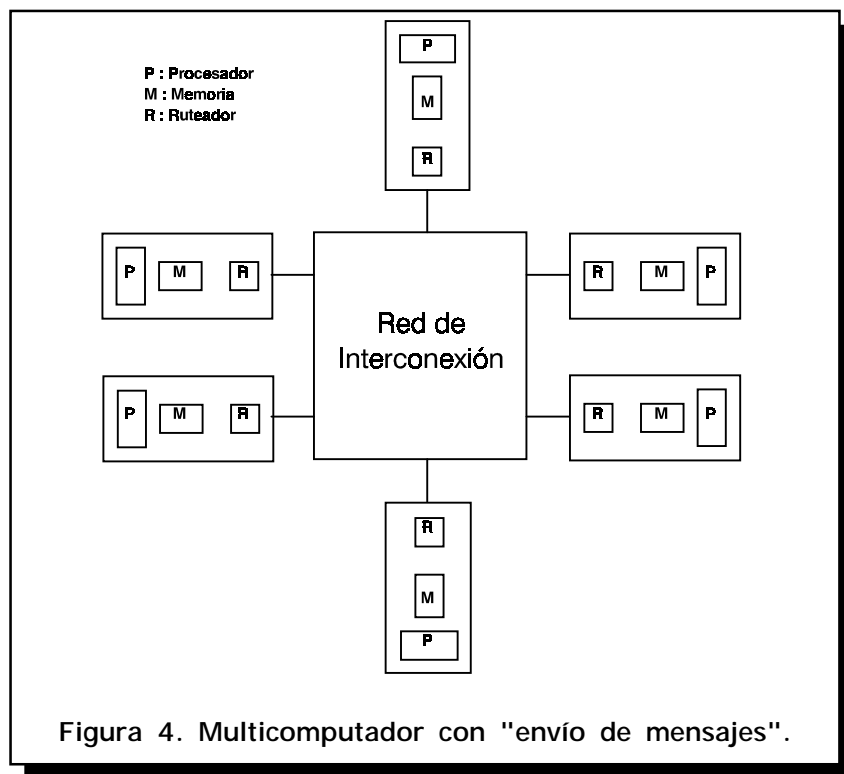 P
P : Procesador
M : Memoria
R : Ruteador
M
R
P M R
R M P
Red de
Interconexión
P M R
R M P
R
M
P
Figura 4. Multicomputador con "envío de mensajes".